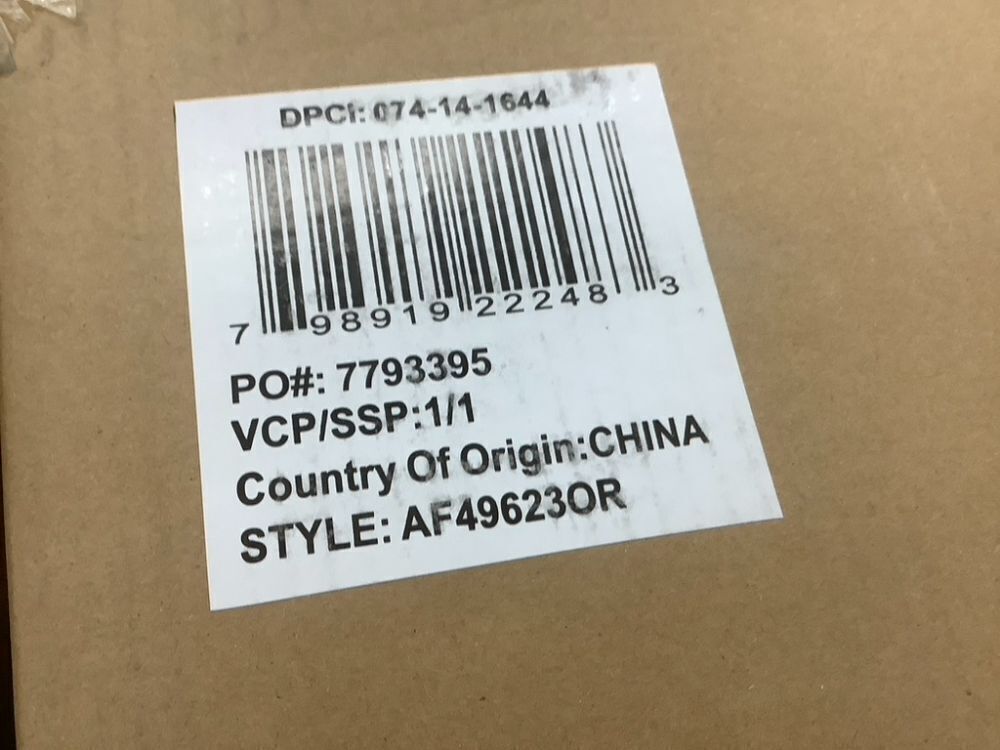 DPCI: 074-14-1644
7 98919 22248 3
PO#: 7793395
VCP/SSP:1/1
Country Of Origin:CHINA
STYLE: AF49623OR